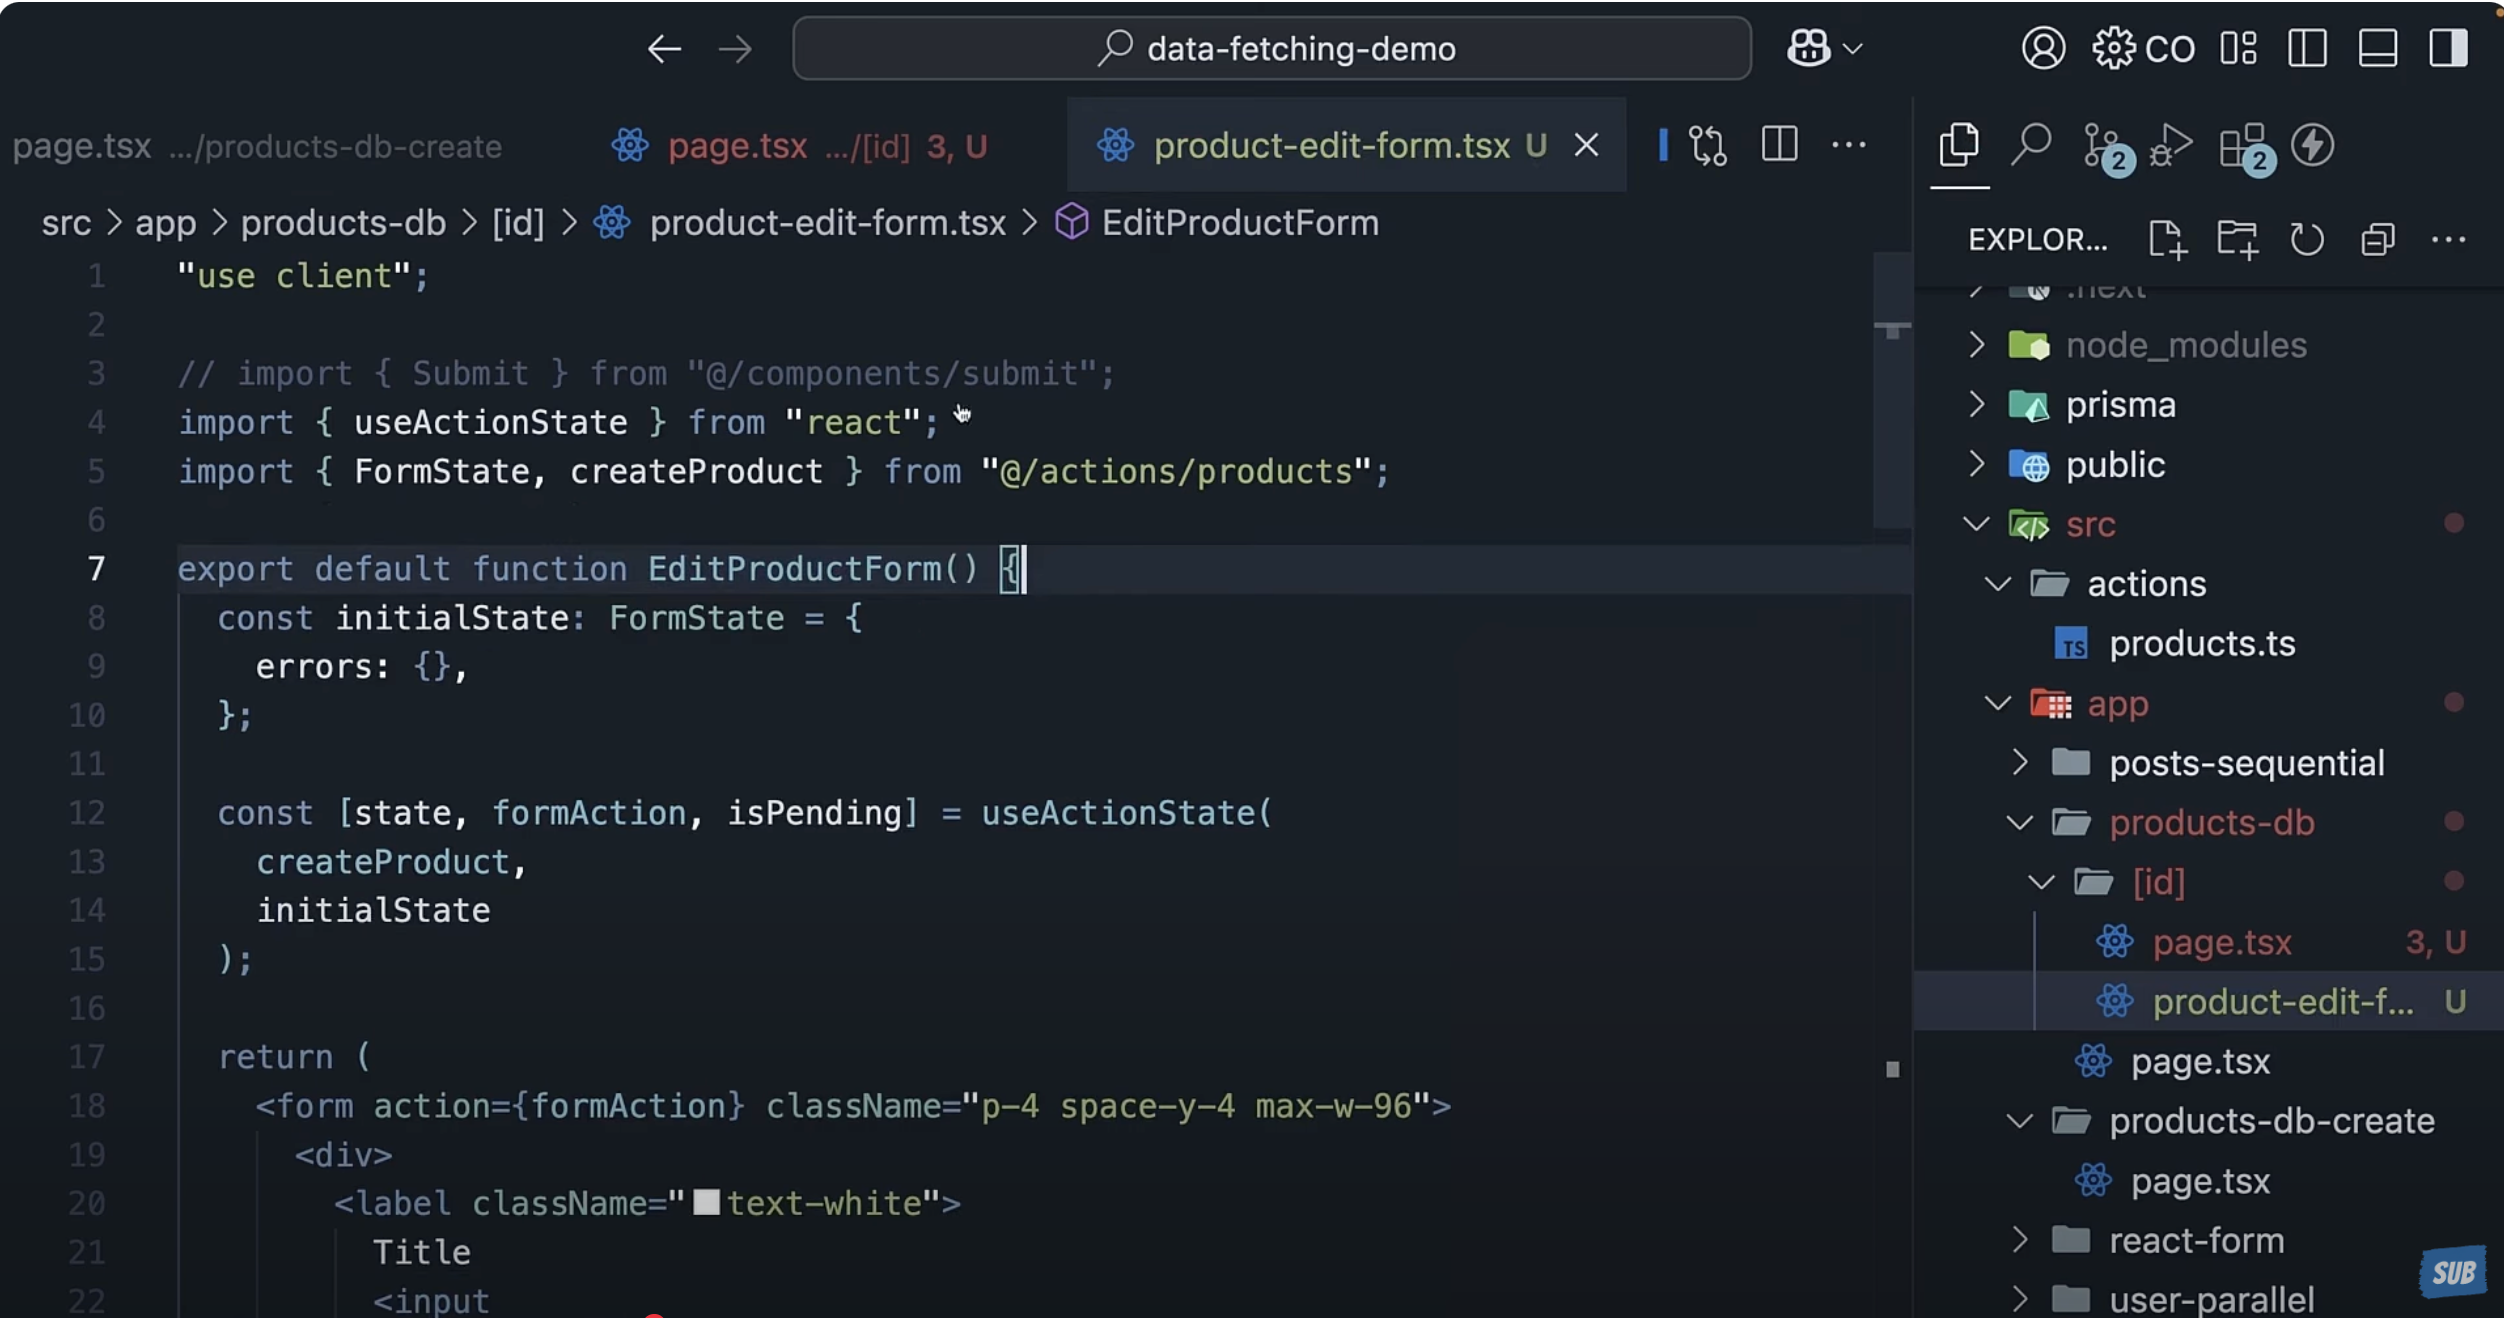 data-fetching-demo
CO
page.tsx .../products-db-create
page.tsx .../[id] 3, U
product-edit-form.tsx U
2
2
src > app > products-db > [id] > product-edit-form.tsx > EditProductForm
1 "use client";
2
3 // import { Submit } from "@/components/submit";
4 import { useActionState } from "react";
5 import { FormState, createProduct } from "@/actions/products";
6
7 export default function EditProductForm() {
8 const initialState: FormState = {
9 errors: {},
10 };
11
12 const [state, formAction, isPending] = useActionState(
13 createProduct,
14 initialState
15 );
16
17 return (
18 <form action={formAction} className="p-4 space-y-4 max-w-96">
19 <div>
20 <label className="text-white">
21 Title
22 <input
EXPLOR...
.next
node_modules
prisma
public
src
actions
TS products.ts
app
posts-sequential
products-db
[id]
page.tsx 3, U
product-edit-f... U
page.tsx
products-db-create
page.tsx
react-form
user-parallel
SUB